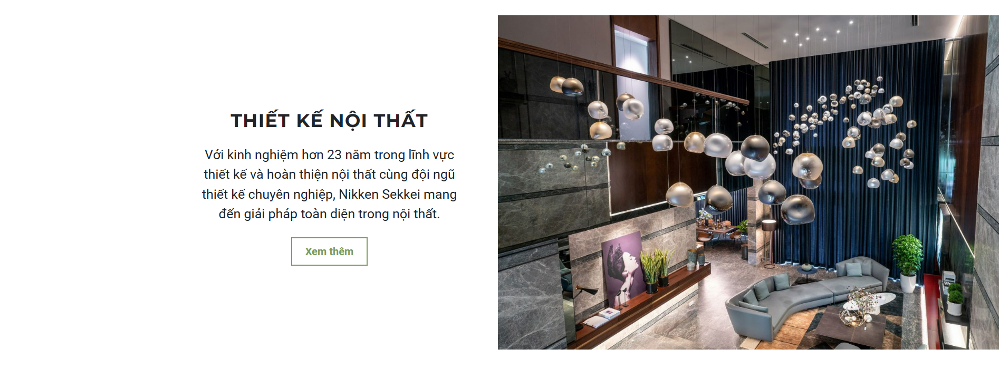 THIẾT KẾ NỘI THẤT
Với kinh nghiệm hơn 23 năm trong lĩnh vực
thiết kế và hoàn thiện nội thất cùng đội ngũ
thiết kế chuyên nghiệp, Nikken Sekkei mang
đến giải pháp toàn diện trong nội thất.
Xem thêm